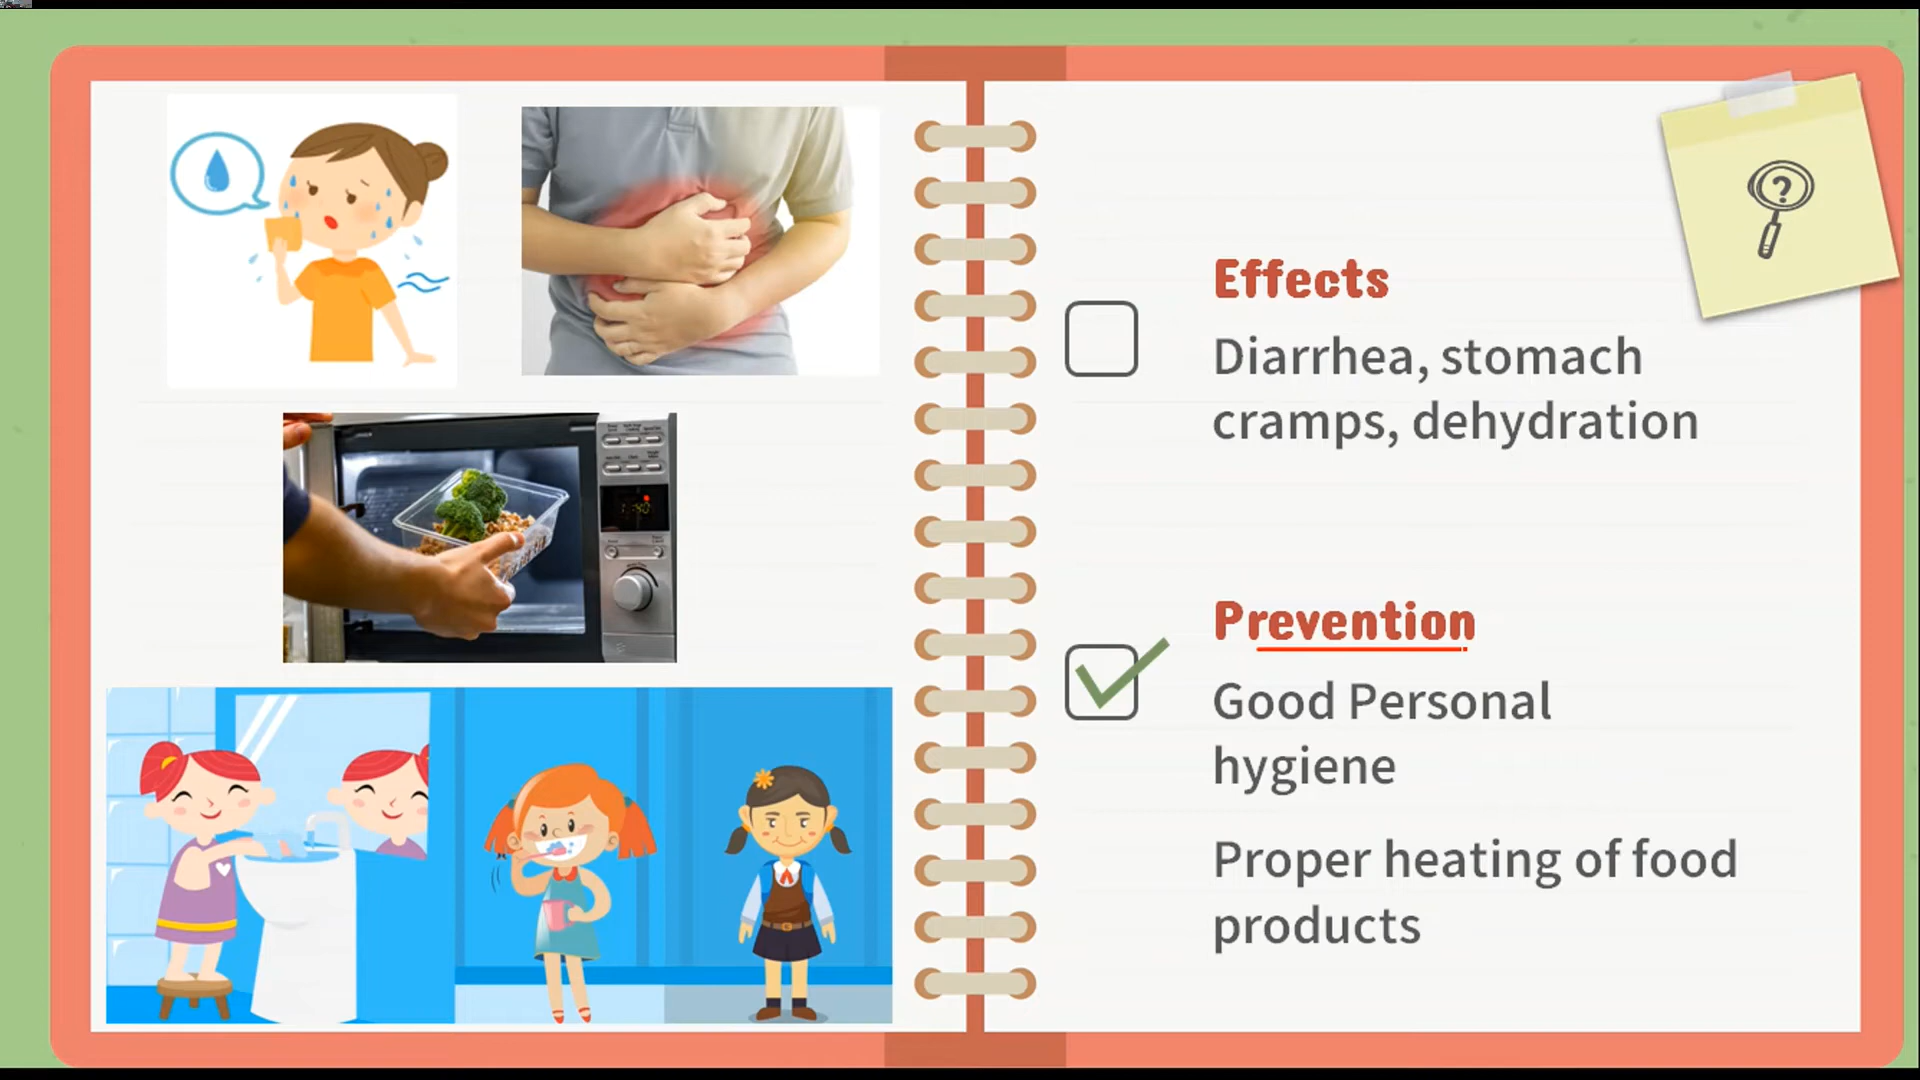 Effects
Diarrhea, stomach
cramps, dehydration
Prevention
Good Personal
hygiene
Proper heating of food
products
?